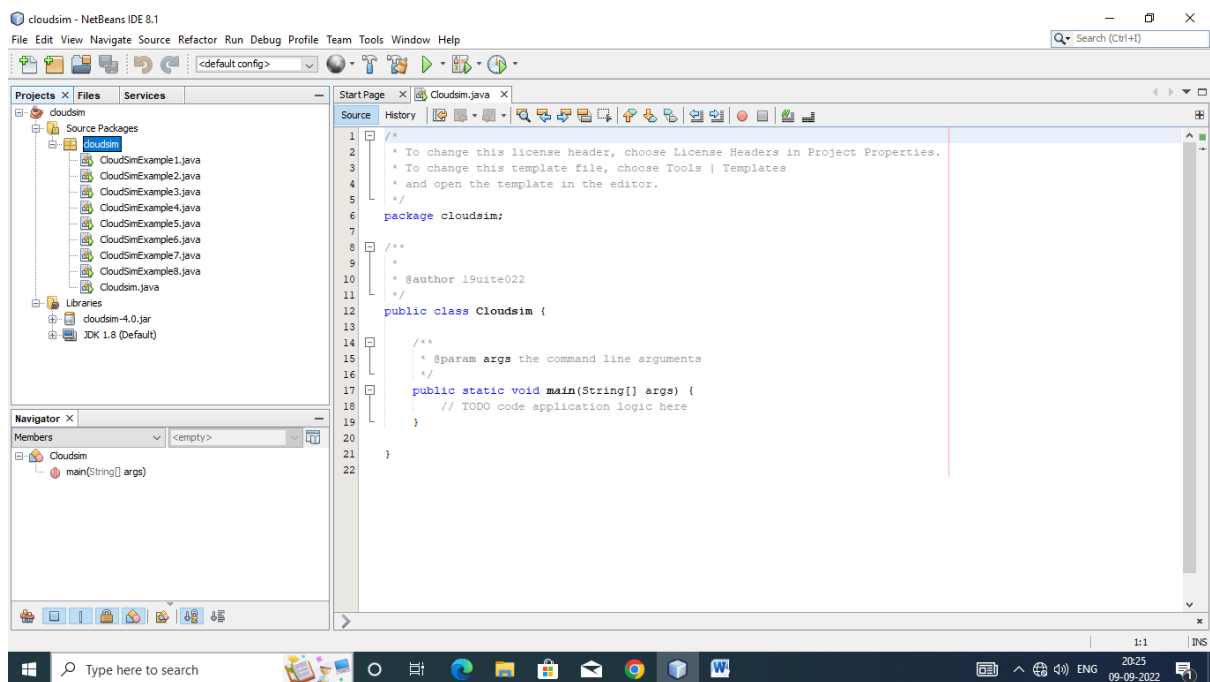 cloudsim - NetBeans IDE 8.1
File Edit View Navigate Source Refactor Run Debug Profile Team Tools Window Help
Search (Ctrl+I)
<default config>
Projects Files Services
cloudsim
Source Packages
cloudsim
CloudSimExample1.java
CloudSimExample2.java
CloudSimExample3.java
CloudSimExample4.java
CloudSimExample5.java
CloudSimExample6.java
CloudSimExample7.java
CloudSimExample8.java
Cloudsim.java
Libraries
cloudsim-4.0.jar
JDK 1.8 (Default)
Navigator
Members <empty>
Cloudsim
main(String[] args)
Start Page Cloudsim.java
Source History
1 /*
2 * To change this license header, choose License Headers in Project Properties.
3 * To change this template file, choose Tools | Templates
4 * and open the template in the editor.
5 */
6 package cloudsim;
7
8 /**
9 *
10 * @author 19uite022
11 */
12 public class Cloudsim {
13
14 /**
15 * @param args the command line arguments
16 */
17 public static void main(String[] args) {
18 // TODO code application logic here
19 }
20
21 }
22
1:1 INS
Type here to search
ENG
20:25
09-09-2022